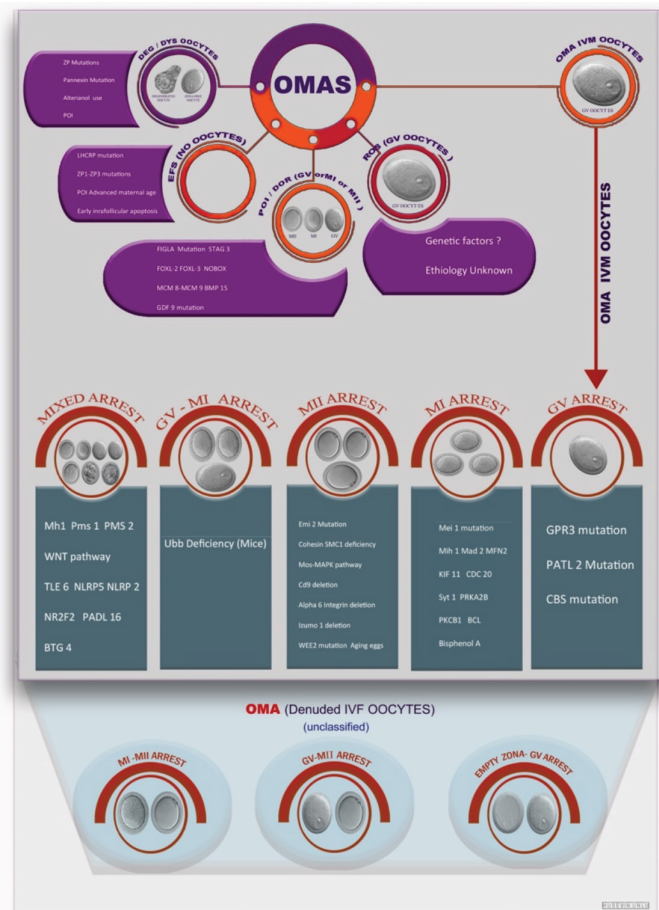 OMAS
DEG / DYS OOCYTES
ZP Mutations
Pannexin Mutation
Altenanol use
POI
EFS (NO OOCYTES)
LHCRP mutation
ZP1-ZP3 mutations
POI Advanced maternal age
Early inrafollicular apoptosis
POI / DOR (GV orMI or MII )
MII MI GV
FIGLA Mutation STAG 3
FOXL-2 FOXL-3 NOBOX
MCM 8-MCM 9 BMP 15
GDF 9 mutation
ROS (GV OOCYTES )
GV OOCYTES
Genetic factors ?
Ethiology Unknown
OMA IVM OOCYTES
GV OOCYTES
OMA IVM OOCYTES
MIXED ARREST
Mh1 Pms 1 PMS 2
WNT pathway
TLE 6 NLRP5 NLRP 2
NR2F2 PADL 16
BTG 4
GV - MI ARREST
Ubb Deficiency (Mice)
MII ARREST
Emi 2 Mutation
Cohesin SMC1 deficiency
Mos-MAPK pathway
Cd9 deletion
Alpha 6 Integrin deletion
Izumo 1 deletion
WEE2 mutation Aging eggs
MI ARREST
Mei 1 mutation
Mih 1 Mad 2 MFN2
KIF 11 CDC 20
Syt 1 PRKA2B
PKCB1 BCL
Bisphenol A
GV ARREST
GPR3 mutation
PATL 2 Mutation
CBS mutation
OMA (Denuded IVF OOCYTES)
(unclassified)
MI -MII ARREST
GV-MIT ARREST
EMPTY ZONA- GV ARREST